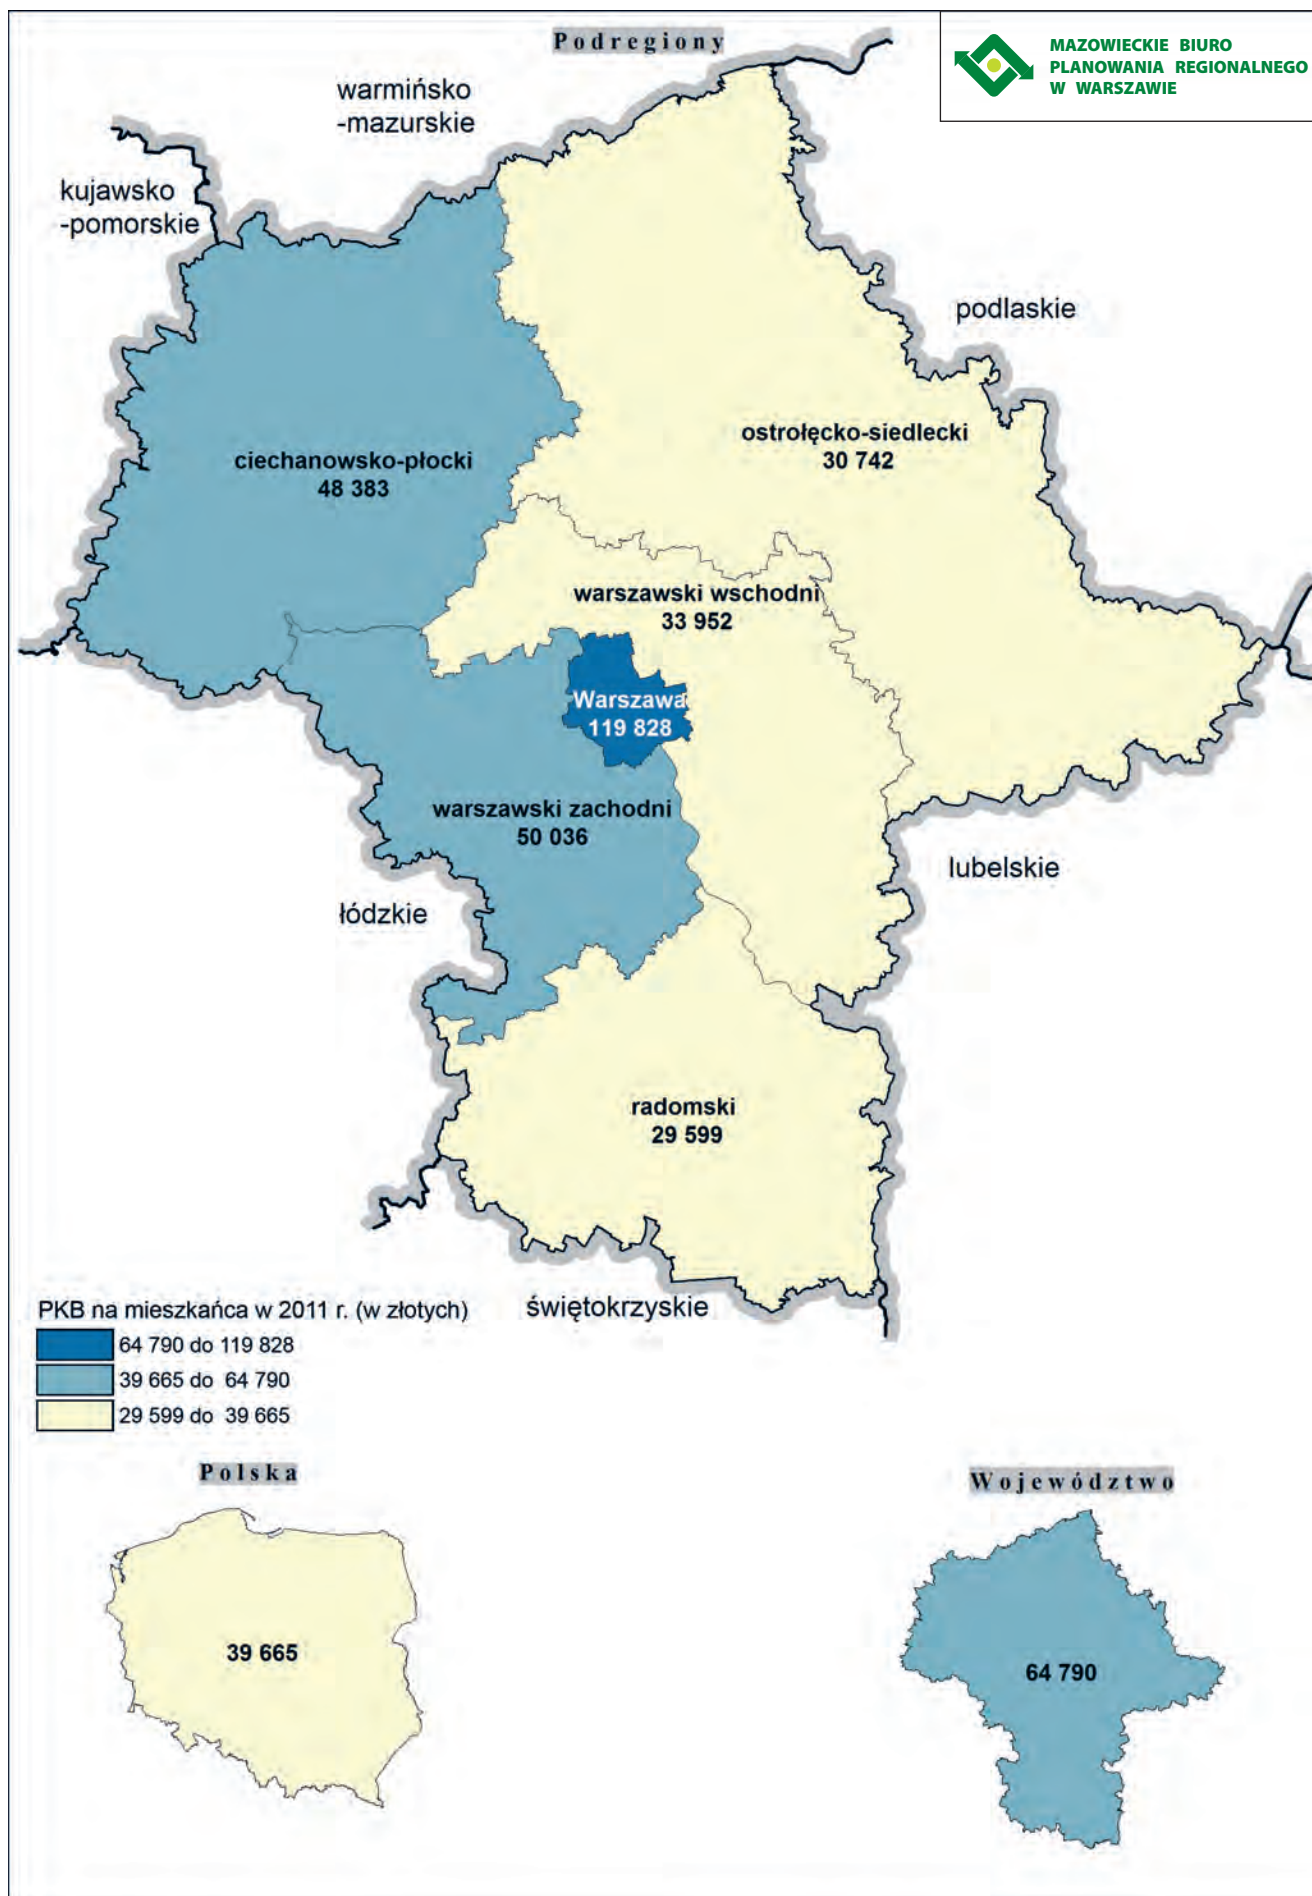 Podregiony
MAZOWIECKIE BIURO
PLANOWANIA REGIONALNEGO
W WARSZAWIE
warmińsko
-mazurskie
kujawsko
-pomorskie
podlaskie
ostrołęcko-siedlecki
30 742
ciechanowsko-płocki
48 383
warszawski wschodni
33 952
Warszawa
119 828
warszawski zachodni
50 036
lubelskie
łódzkie
radomski
29 599
świętokrzyskie
PKB na mieszkańca w 2011 r. (w złotych)
64 790 do 119 828
39 665 do 64 790
29 599 do 39 665
Polska
39 665
Województwo
64 790